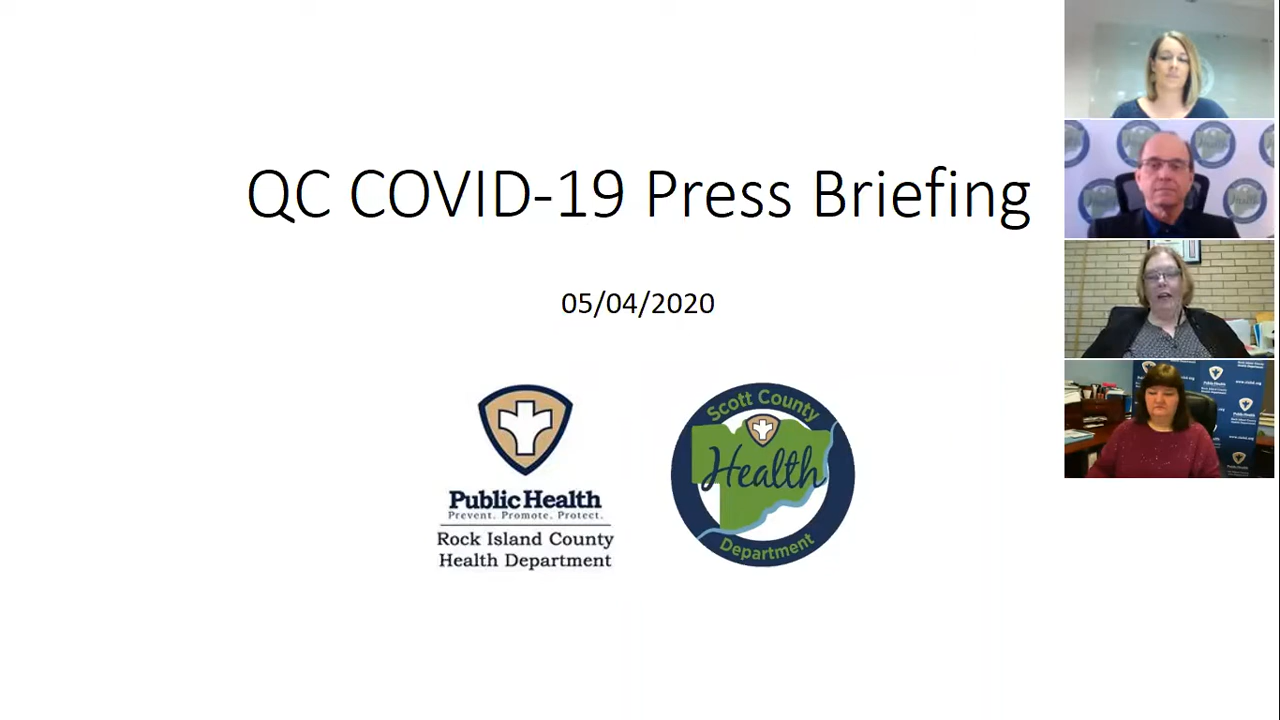 QC COVID-19 Press Briefing
05/04/2020
Public Health
Prevent. Promote. Protect.
Rock Island County
Health Department
Scott County
Health
Department